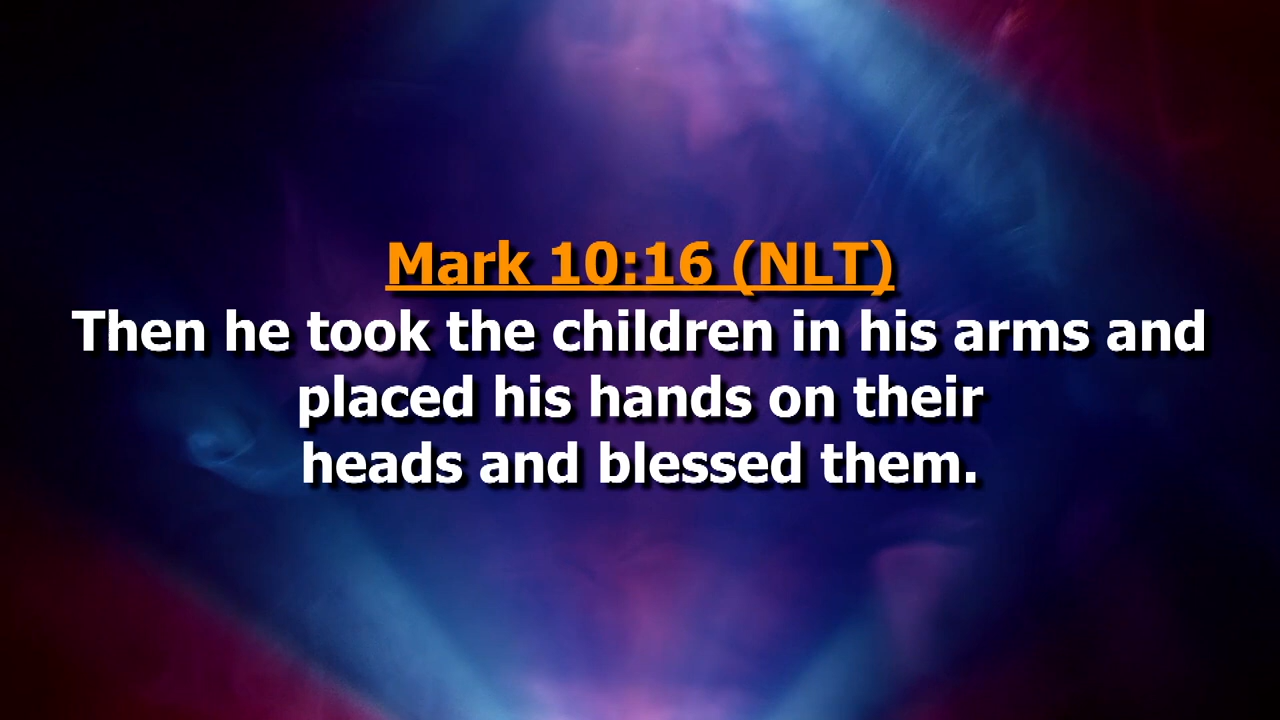 Mark 10:16 (NLT)
Then he took the children in his arms and
placed his hands on their
heads and blessed them.